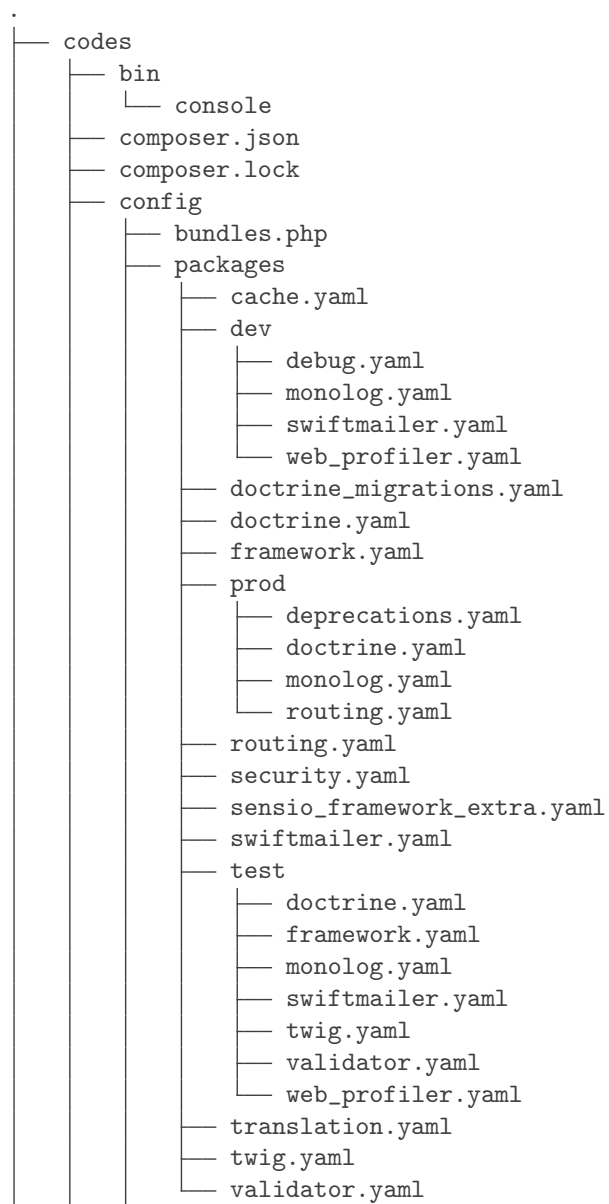 .
├── codes
│   ├── bin
│   │   └── console
│   ├── composer.json
│   ├── composer.lock
│   ├── config
│   │   ├── bundles.php
│   │   ├── packages
│   │   │   ├── cache.yaml
│   │   │   ├── dev
│   │   │   │   ├── debug.yaml
│   │   │   │   ├── monolog.yaml
│   │   │   │   ├── swiftmailer.yaml
│   │   │   │   └── web_profiler.yaml
│   │   │   ├── doctrine_migrations.yaml
│   │   │   ├── doctrine.yaml
│   │   │   ├── framework.yaml
│   │   │   ├── prod
│   │   │   │   ├── deprecations.yaml
│   │   │   │   ├── doctrine.yaml
│   │   │   │   ├── monolog.yaml
│   │   │   │   └── routing.yaml
│   │   │   ├── routing.yaml
│   │   │   ├── security.yaml
│   │   │   ├── sensio_framework_extra.yaml
│   │   │   ├── swiftmailer.yaml
│   │   │   ├── test
│   │   │   │   ├── doctrine.yaml
│   │   │   │   ├── framework.yaml
│   │   │   │   ├── monolog.yaml
│   │   │   │   ├── swiftmailer.yaml
│   │   │   │   ├── twig.yaml
│   │   │   │   ├── validator.yaml
│   │   │   │   └── web_profiler.yaml
│   │   │   ├── translation.yaml
│   │   │   ├── twig.yaml
│   │   │   └── validator.yaml